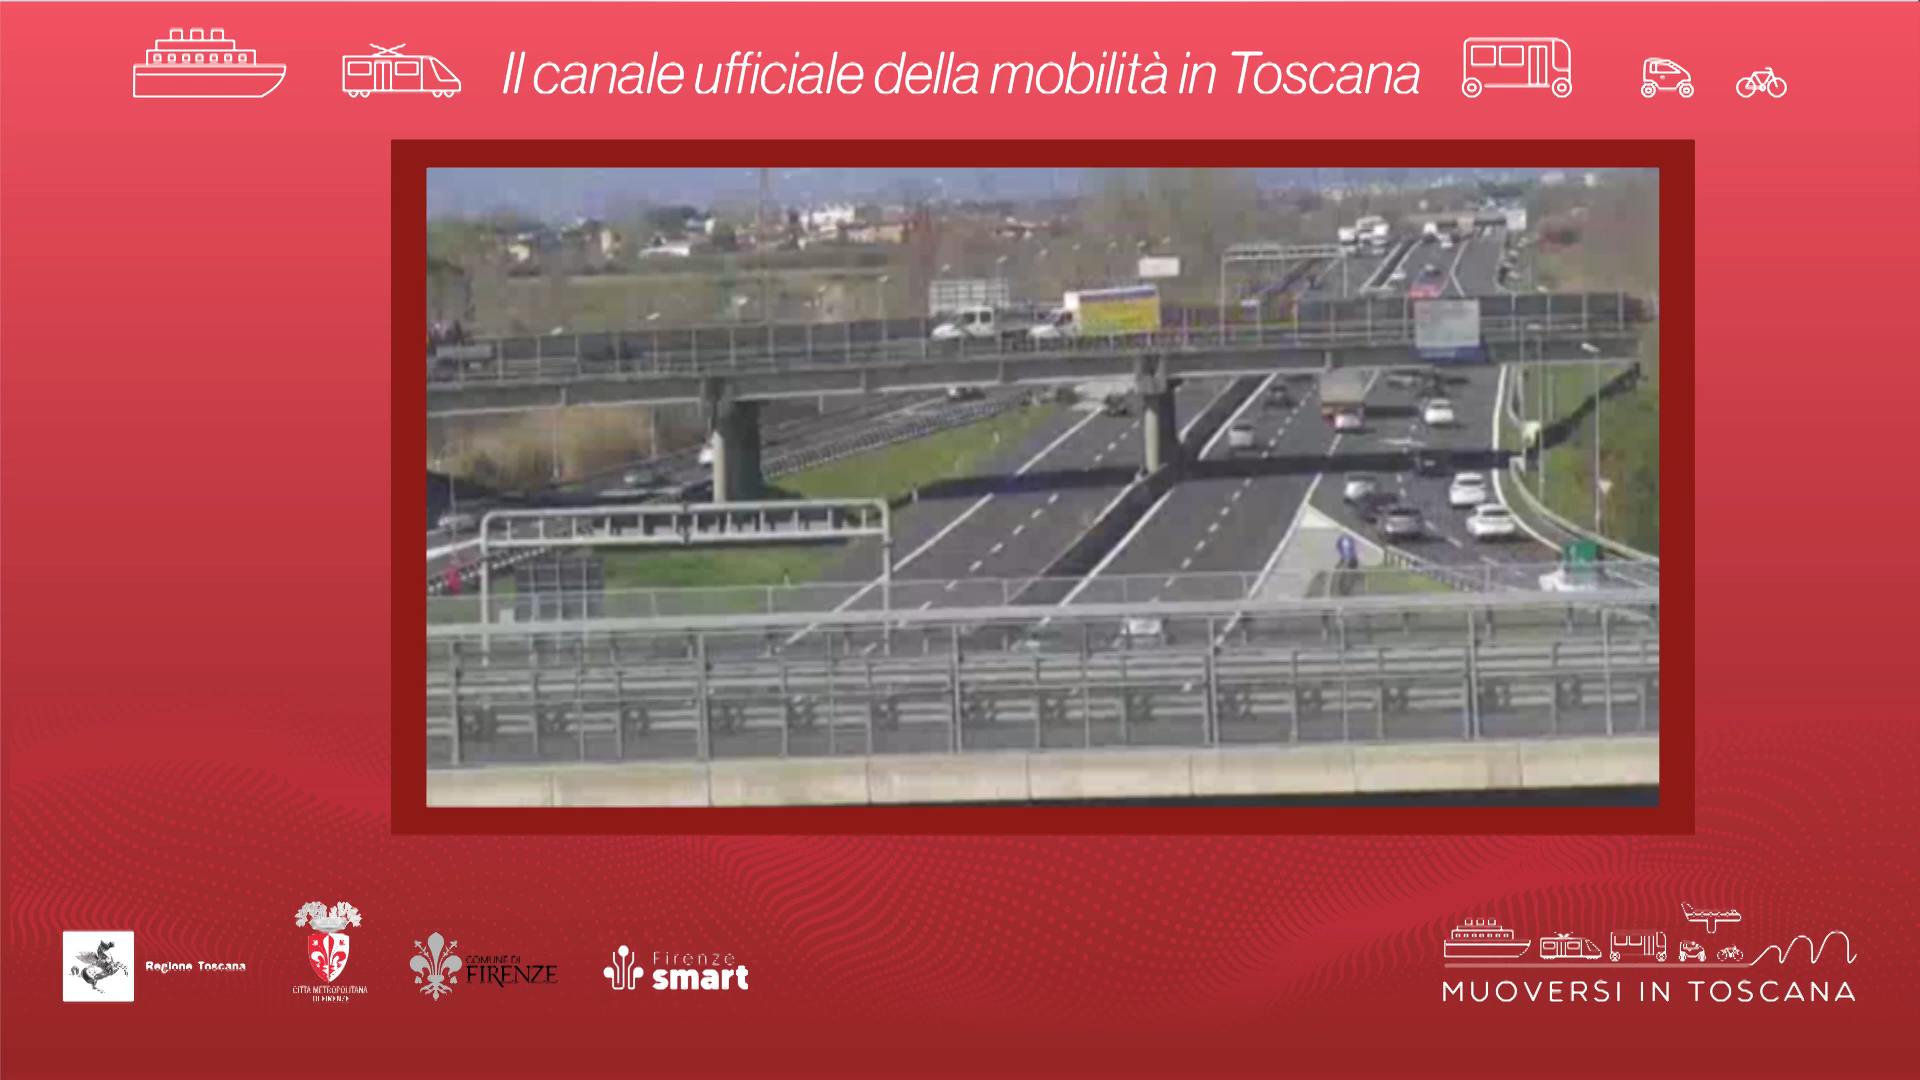 Il canale ufficiale della mobilità in Toscana
Regione Toscana
CITTÀ METROPOLITANA
DI FIRENZE
COMUNE DI
FIRENZE
Firenze
smart
MUOVERSI IN TOSCANA